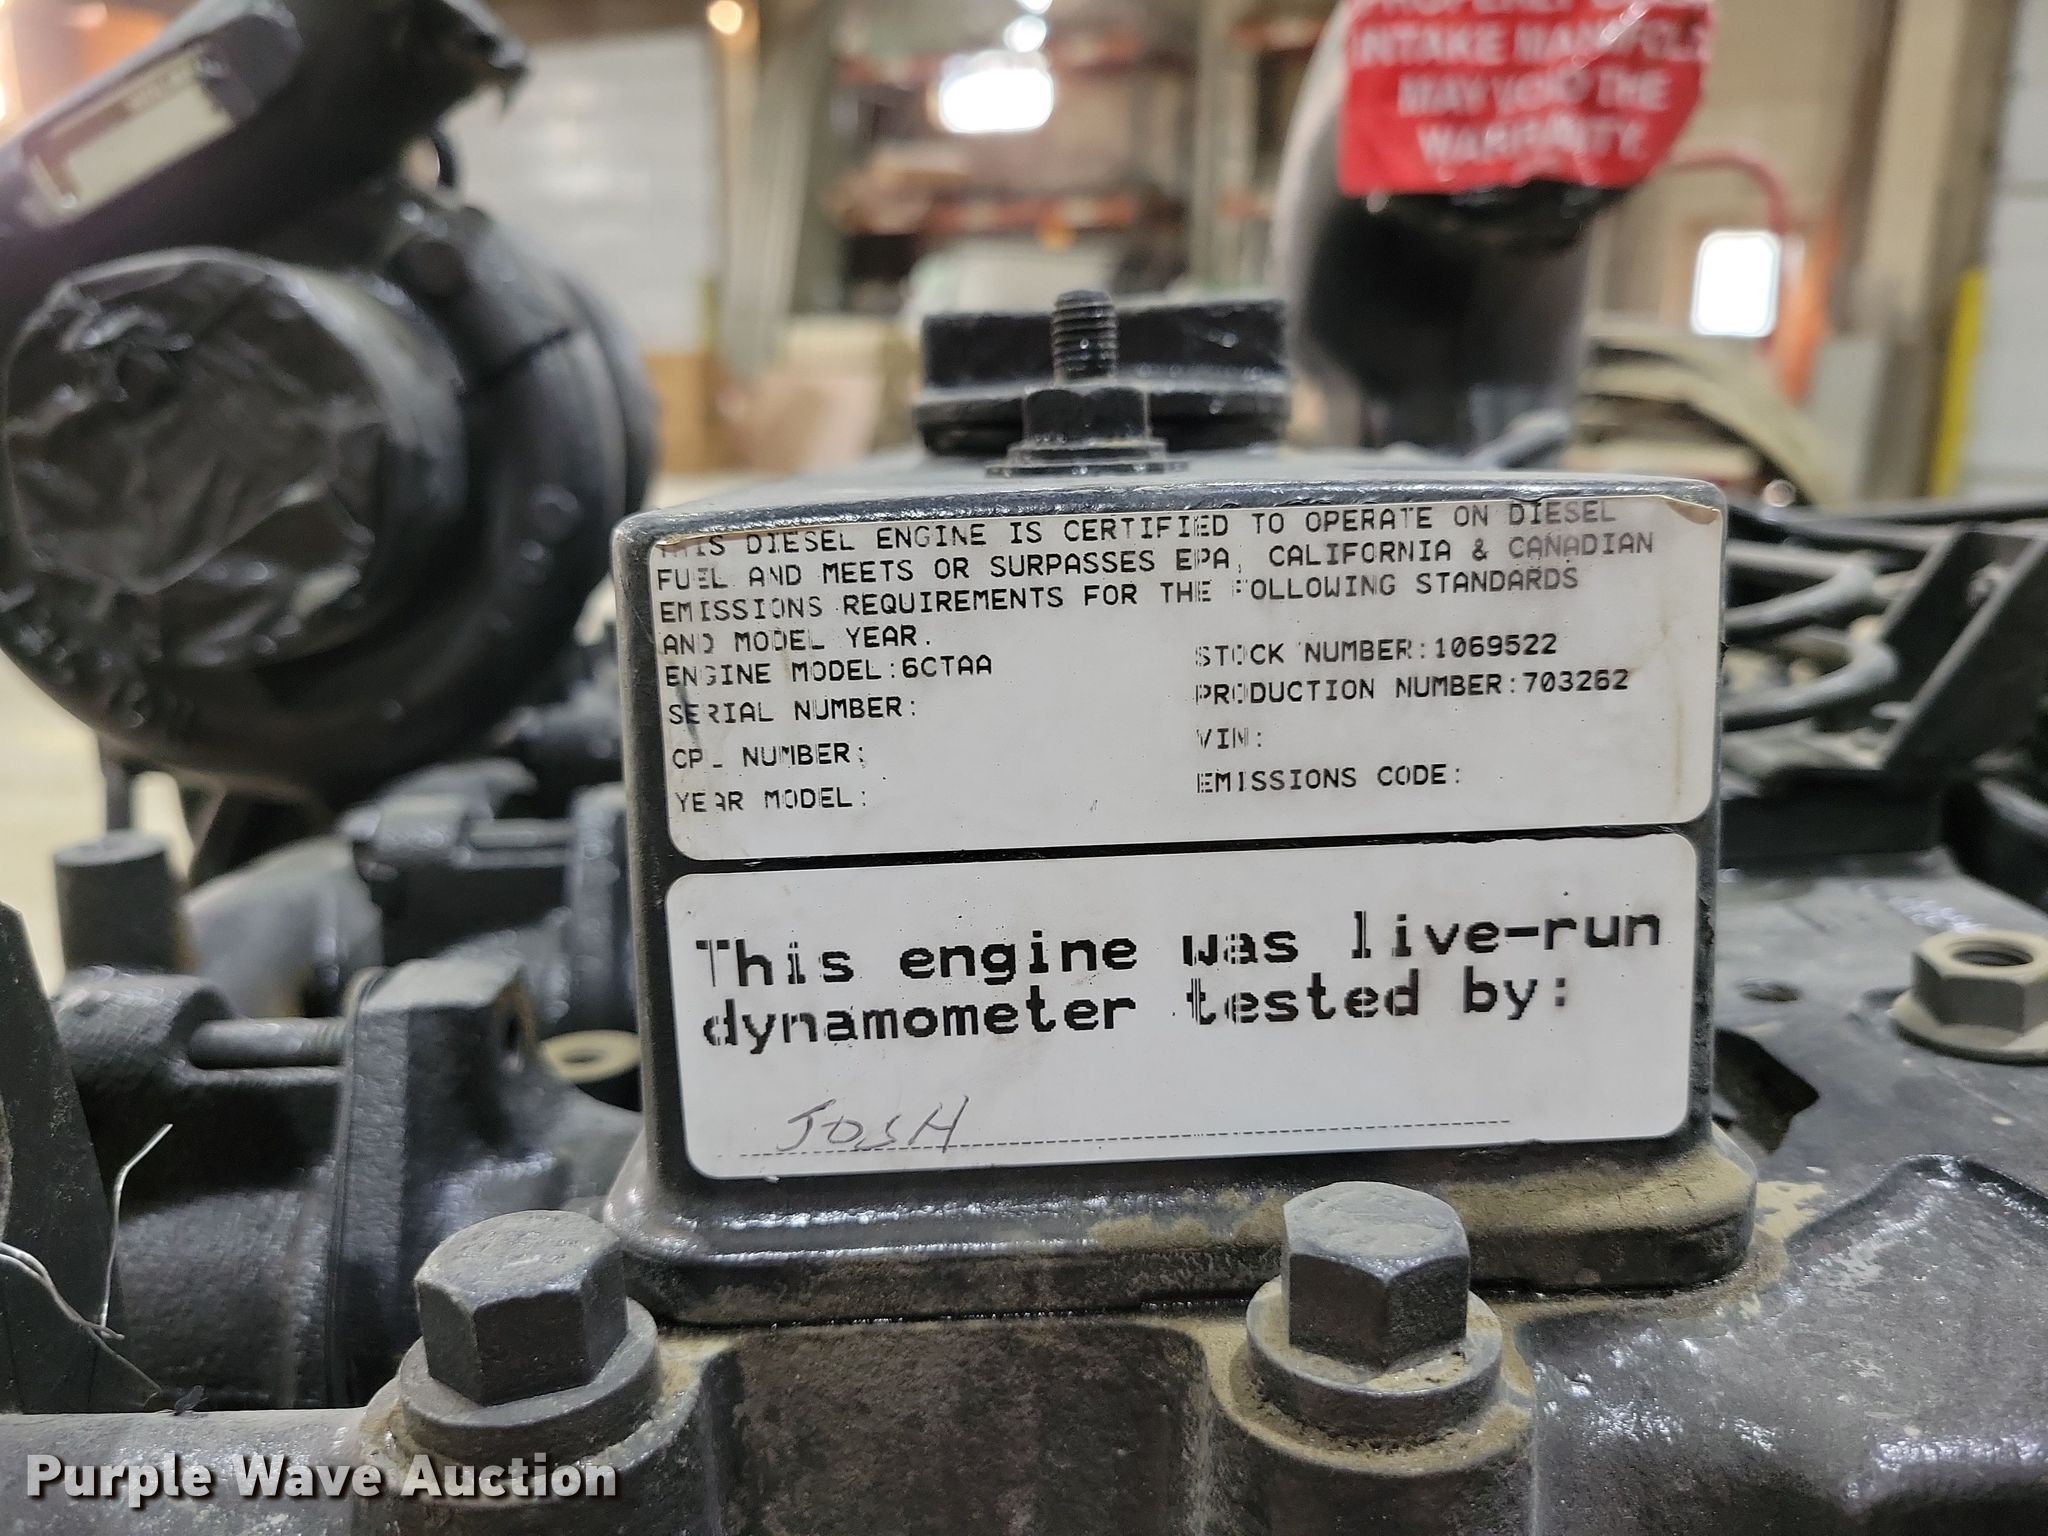 INTAKE MANIFOLD
MAY VOID THE
WARRANTY.
THIS DIESEL ENGINE IS CERTIFIED TO OPERATE ON DIESEL
FUEL AND MEETS OR SURPASSES EPA, CALIFORNIA & CANADIAN
EMISSIONS REQUIREMENTS FOR THE FOLLOWING STANDARDS
AND MODEL YEAR.
ENGINE MODEL:6CTAA
STOCK NUMBER:1069522
SERIAL NUMBER:
PRODUCTION NUMBER:703262
CPL NUMBER:
VIN:
YEAR MODEL:
EMISSIONS CODE:
This engine was live-run
dynamometer tested by:
JOSH
Purple Wave Auction